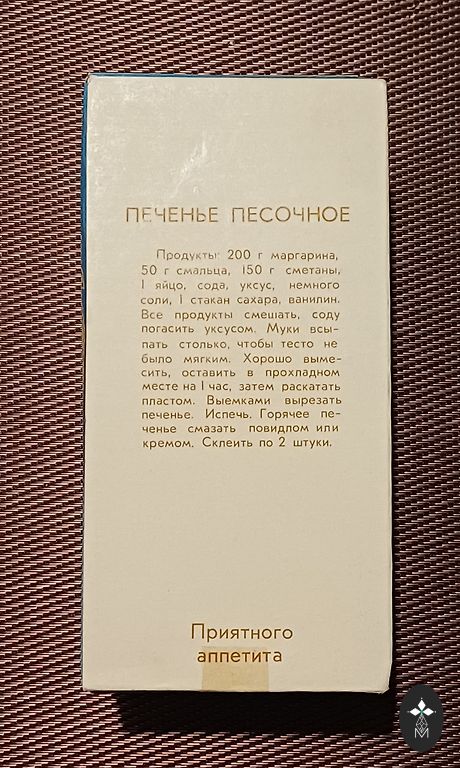 ПЕЧЕНЬЕ ПЕСОЧНОЕ
Продукты: 200 г маргарина,
50 г смальца, 150 г сметаны,
1 яйцо, сода, уксус, немного
соли, 1 стакан сахара, ванилин.
Все продукты смешать, соду
погасить уксусом. Муки всы-
пать столько, чтобы тесто не
было мягким. Хорошо выме-
сить, оставить в прохладном
месте на 1 час, затем раскатать
пластом. Выемками вырезать
печенье. Испечь. Горячее пе-
ченье смазать повидлом или
кремом. Склеить по 2 штуки.
Приятного
аппетита